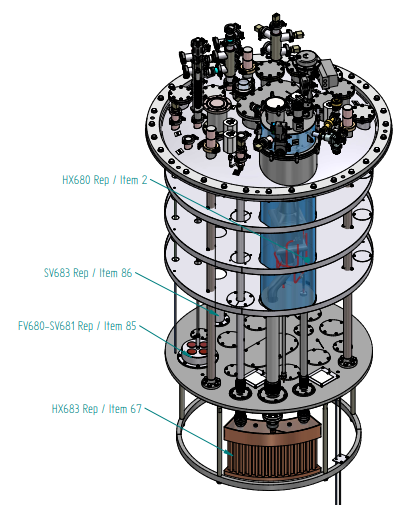 HX680 Rep / Item 2
SV683 Rep / Item 86
FV680-SV681 Rep / Item 85
HX683 Rep / Item 67